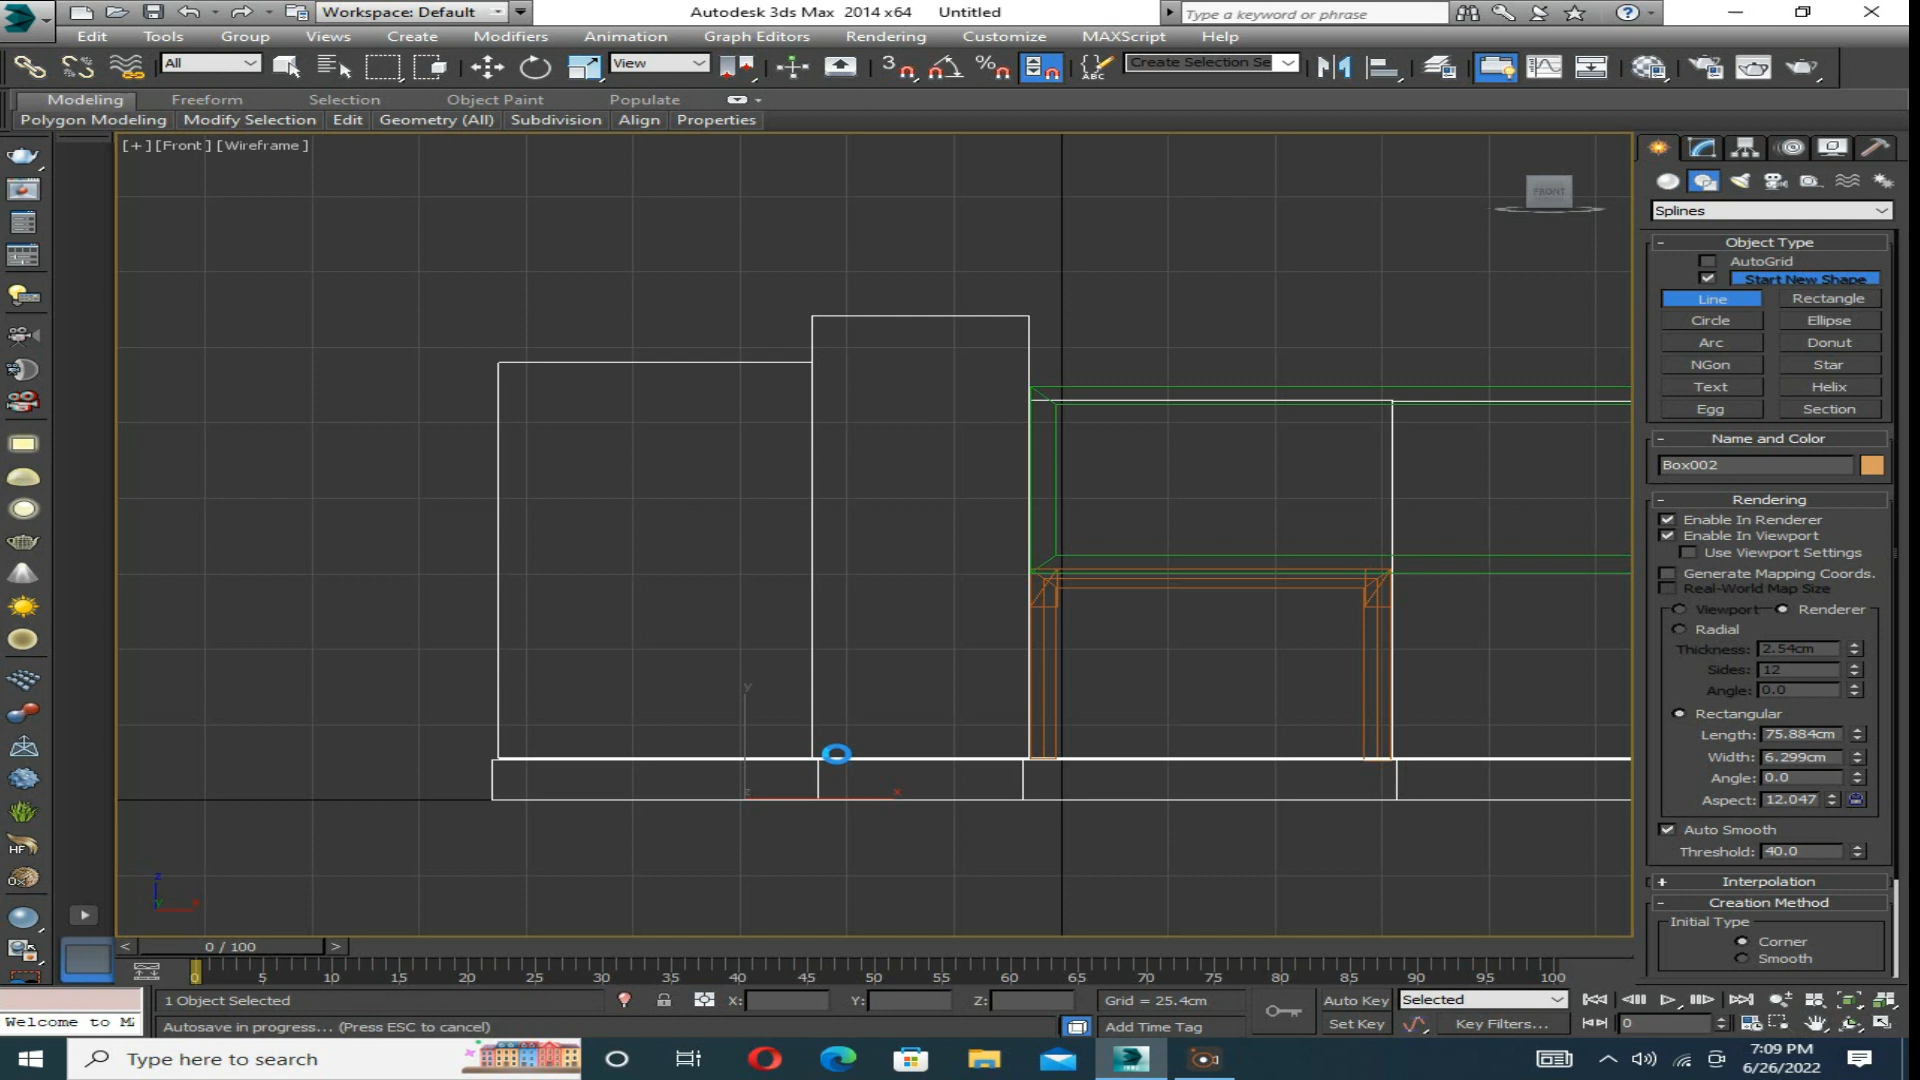 Workspace: Default
Autodesk 3ds Max 2014 x64 Untitled
Type a keyword or phrase
Edit Tools Group Views Create Modifiers Animation Graph Editors Rendering Customize MAXScript Help
All
View
3
ABC
Create Selection Se
Modeling Freeform Selection Object Paint Populate
Polygon Modeling Modify Selection Edit Geometry (All) Subdivision Align Properties
[+] [Front] [Wireframe]
FRONT
Splines
Object Type
AutoGrid
Start New Shape
Line Rectangle
Circle Ellipse
Arc Donut
NGon Star
Text Helix
Egg Section
Name and Color
Box002
Rendering
Enable In Renderer
Enable In Viewport
Use Viewport Settings
Generate Mapping Coords.
Real-World Map Size
Viewport Renderer
Radial
Thickness: 2.54cm
Sides: 12
Angle: 0.0
Rectangular
Length: 75.884cm
Width: 6.299cm
Angle: 0.0
Aspect: 12.047
Auto Smooth
Threshold: 40.0
Interpolation
Creation Method
Initial Type
Corner
Smooth
y
z x
z
y x
HF
Ox
< 0 / 100 >
0 5 10 15 20 25 30 35 40 45 50 55 60 65 70 75 80 85 90 95 100
1 Object Selected X: Y: Z: Grid = 25.4cm Auto Key Selected
Welcome to M
Autosave in progress... (Press ESC to cancel) Add Time Tag Set Key Key Filters... 0
Type here to search
7:09 PM
6/26/2022